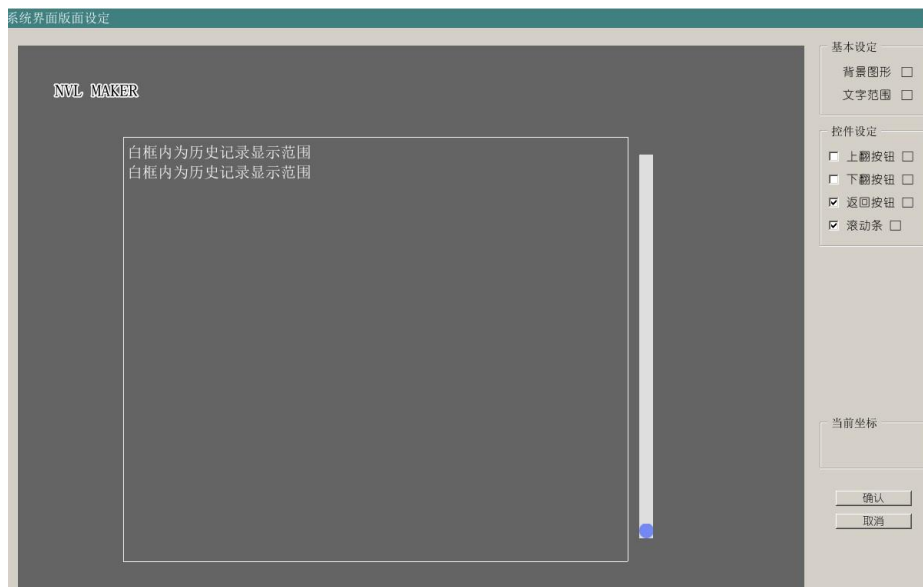 系统界面版面设定
NVL MAKER
白框内为历史记录显示范围
白框内为历史记录显示范围
基本设定
背景图形
文字范围
控件设定
上翻按钮
下翻按钮
返回按钮
滚动条
当前坐标
确认
取消